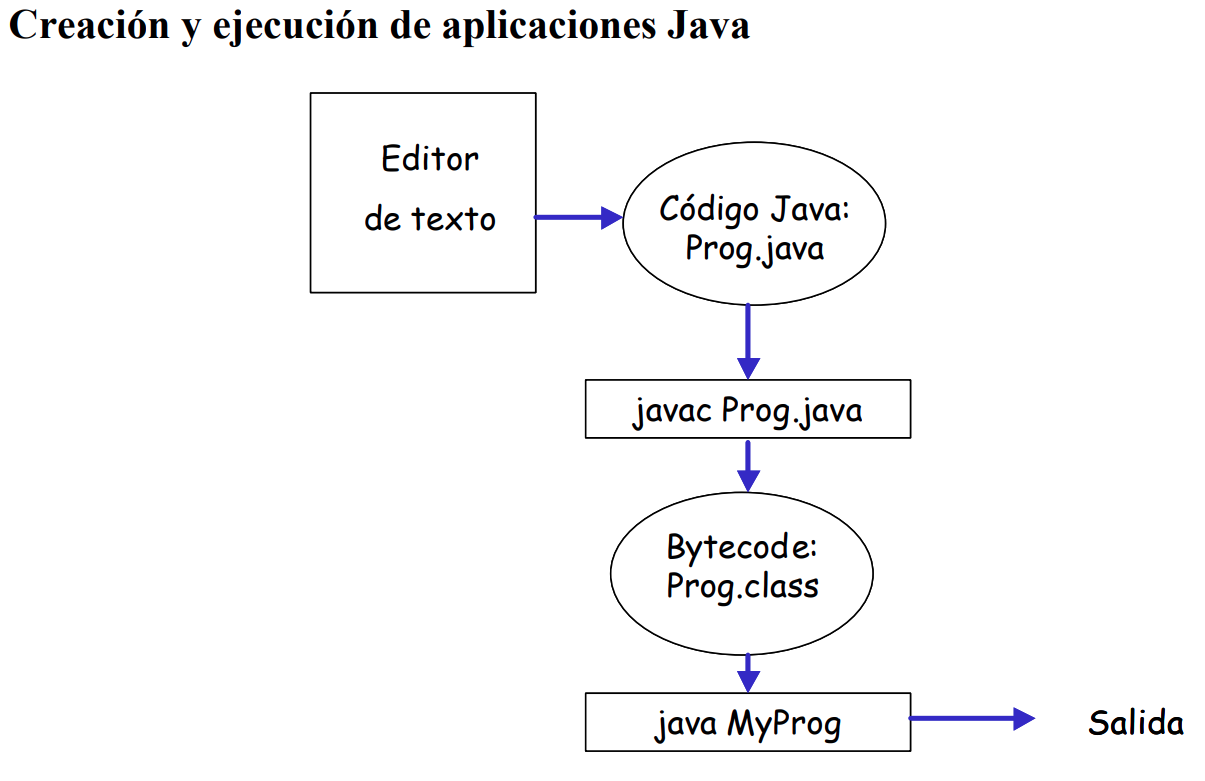 Creación y ejecución de aplicaciones Java
Editor
de texto
Código Java:
Prog.java
javac Prog.java
Bytecode:
Prog.class
java MyProg
Salida